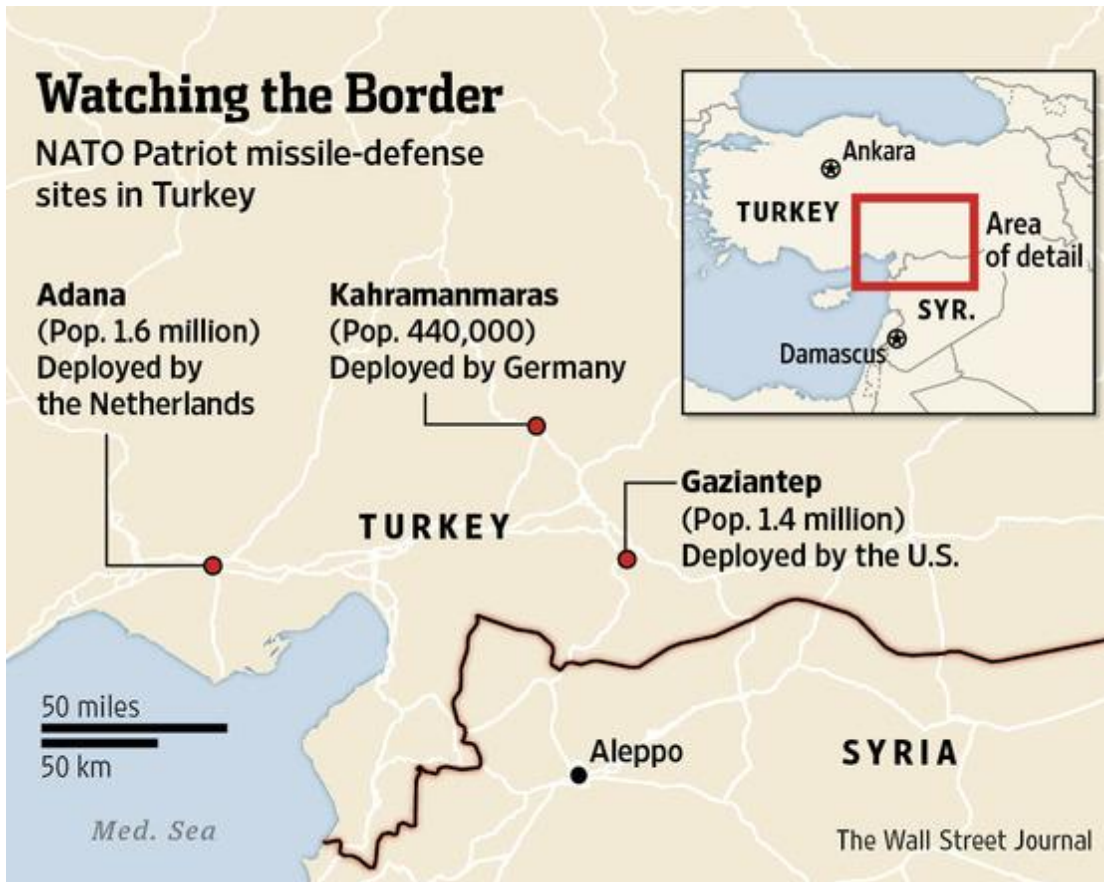 Watching the Border
NATO Patriot missile-defense
sites in Turkey
Adana
(Pop. 1.6 million)
Deployed by
the Netherlands
Kahramanmaras
(Pop. 440,000)
Deployed by Germany
Ankara
TURKEY
Area
of detail
SYR.
Damascus
Gaziantep
(Pop. 1.4 million)
Deployed by the U.S.
TURKEY
50 miles
50 km
Aleppo
SYRIA
Med. Sea
The Wall Street Journal